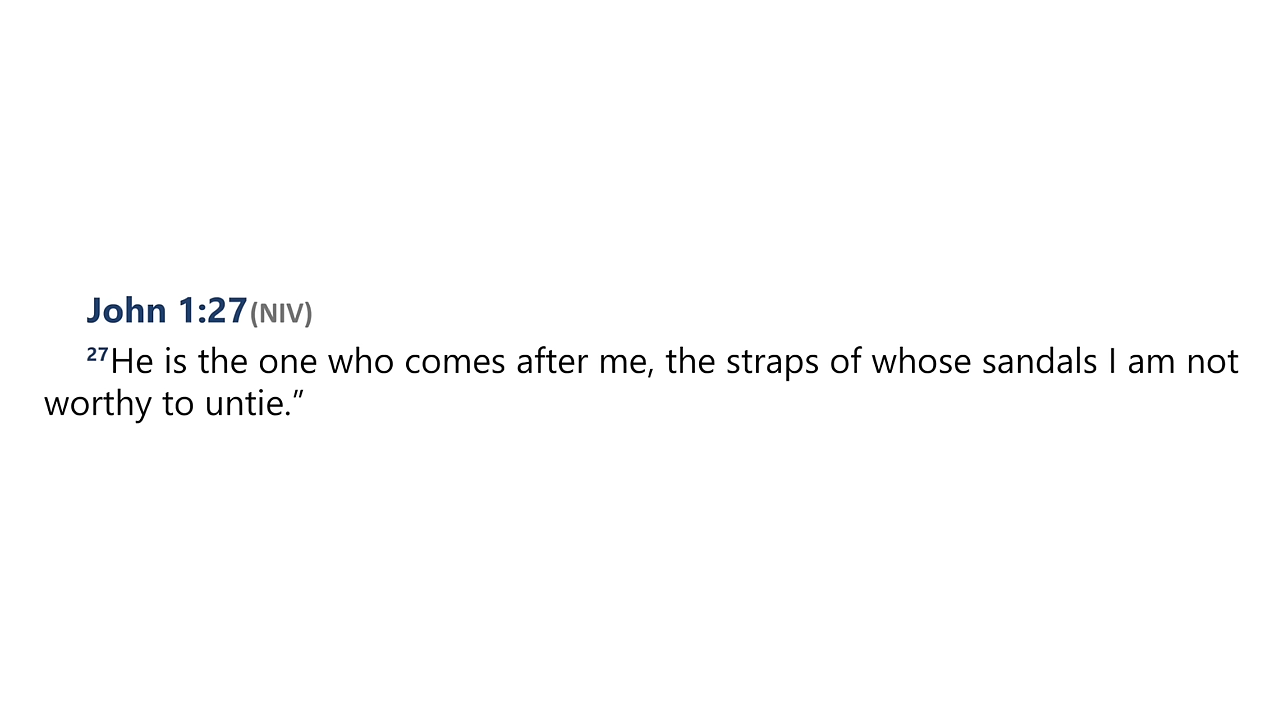 John 1:27(NIV)
27He is the one who comes after me, the straps of whose sandals I am not
worthy to untie.”